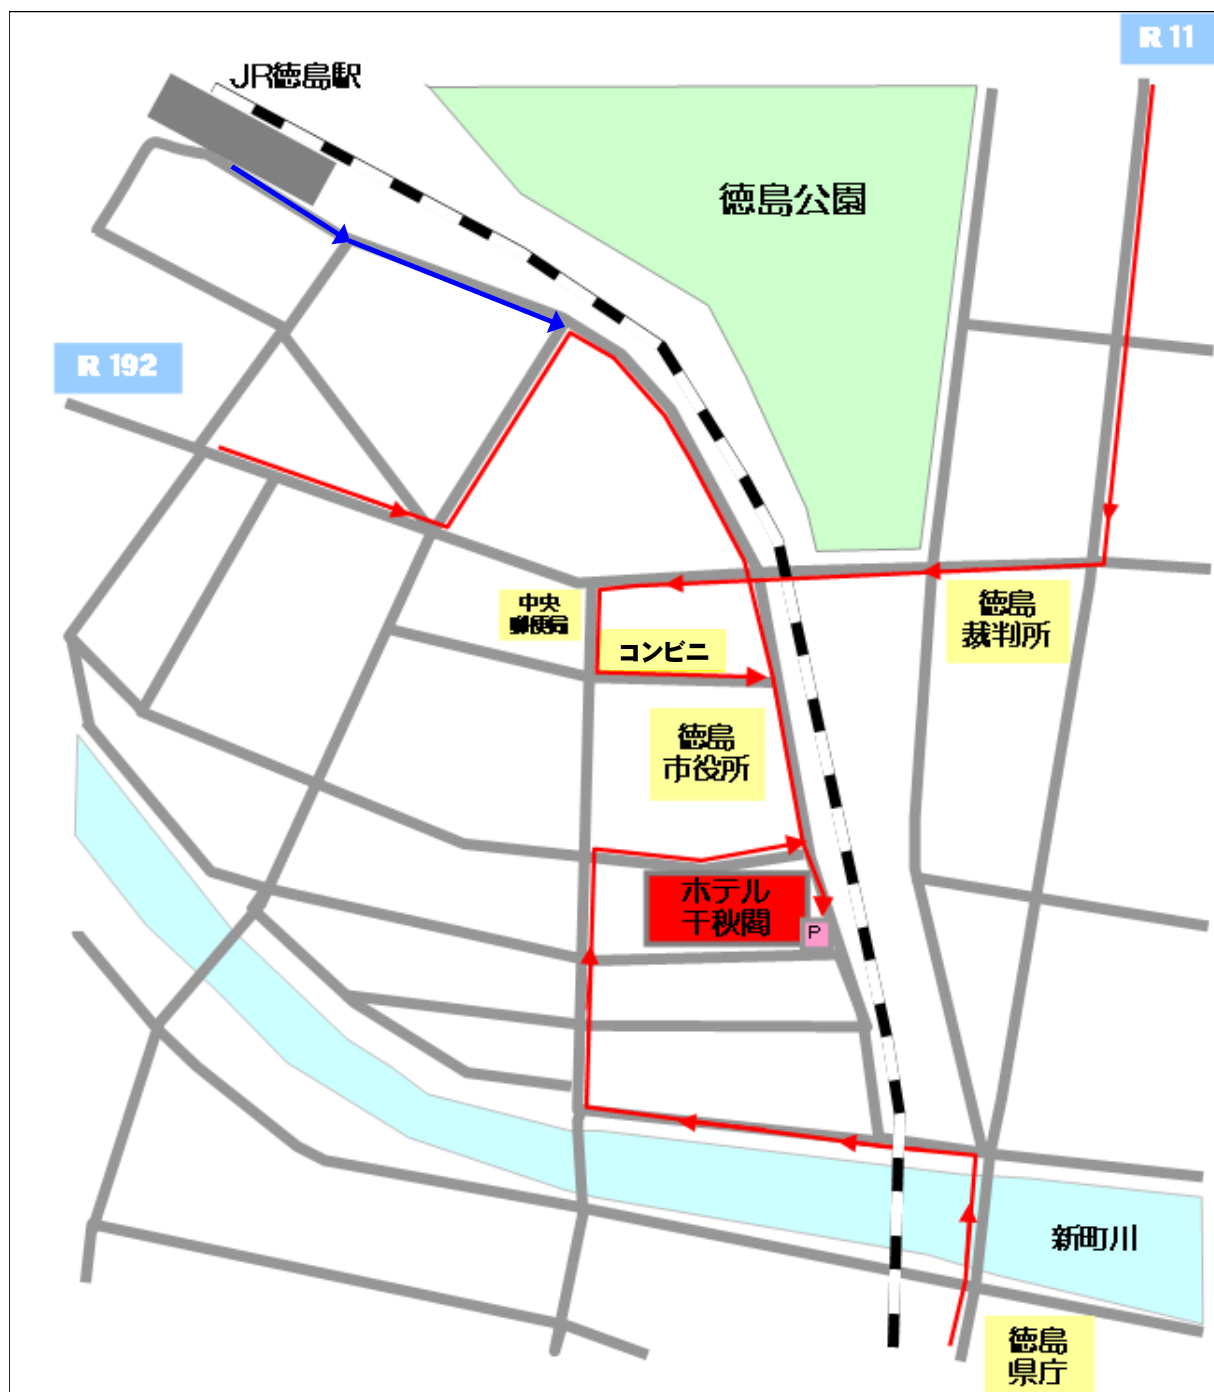 R 11
JR徳島駅
徳島公園
R 192
中央
郵便局
コンビニ
徳島
裁判所
徳島
市役所
ホテル
千秋閣
P
新町川
徳島
県庁